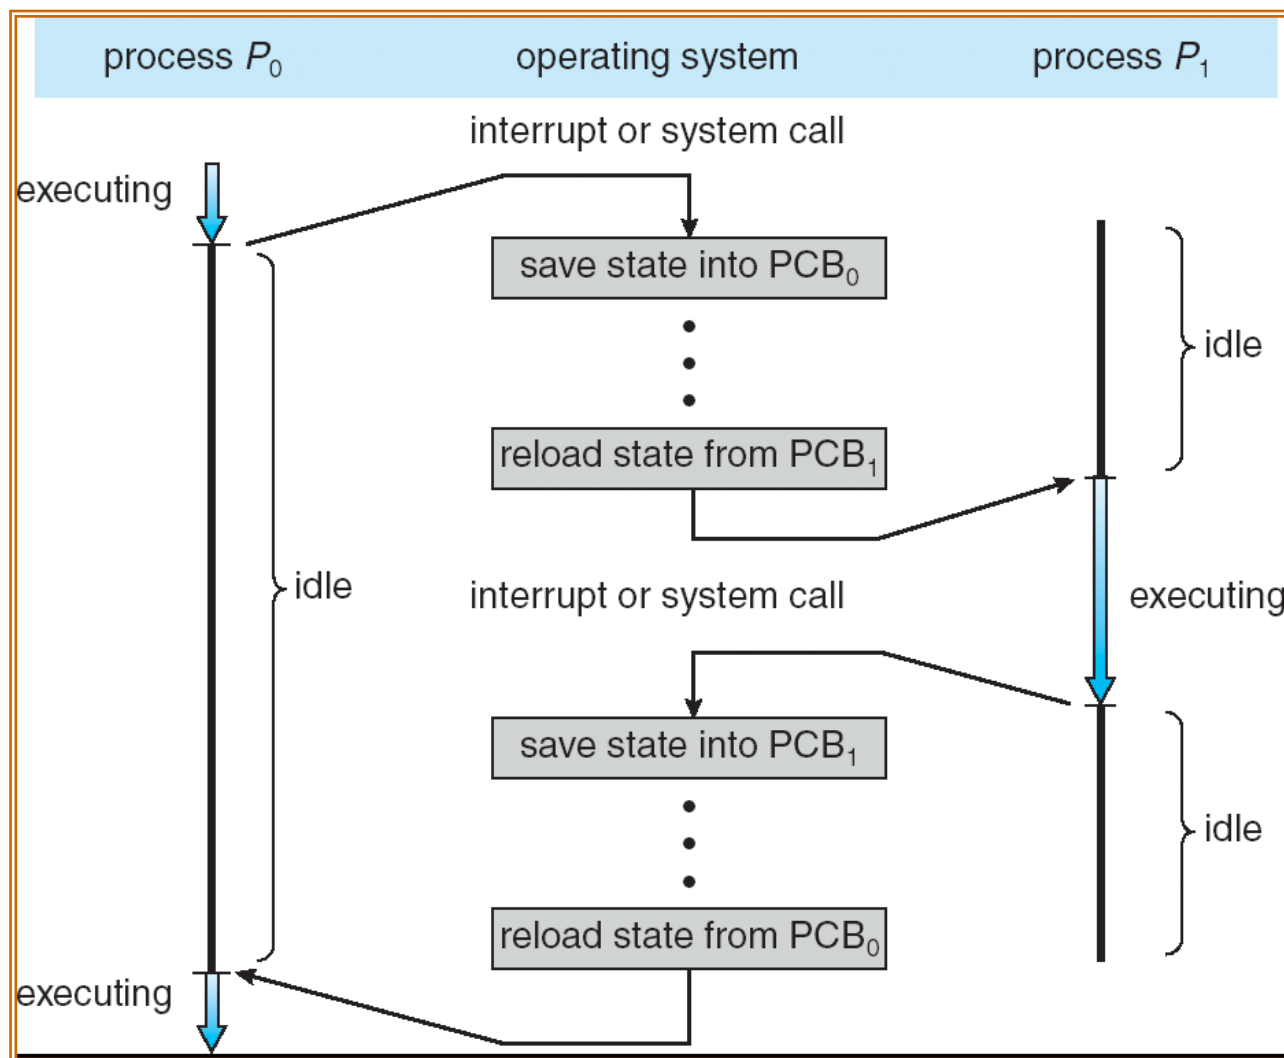 process P₀ operating system process P₁
interrupt or system call
executing
save state into PCB₀
idle
reload state from PCB₁
idle
interrupt or system call
executing
save state into PCB₁
idle
reload state from PCB₀
executing